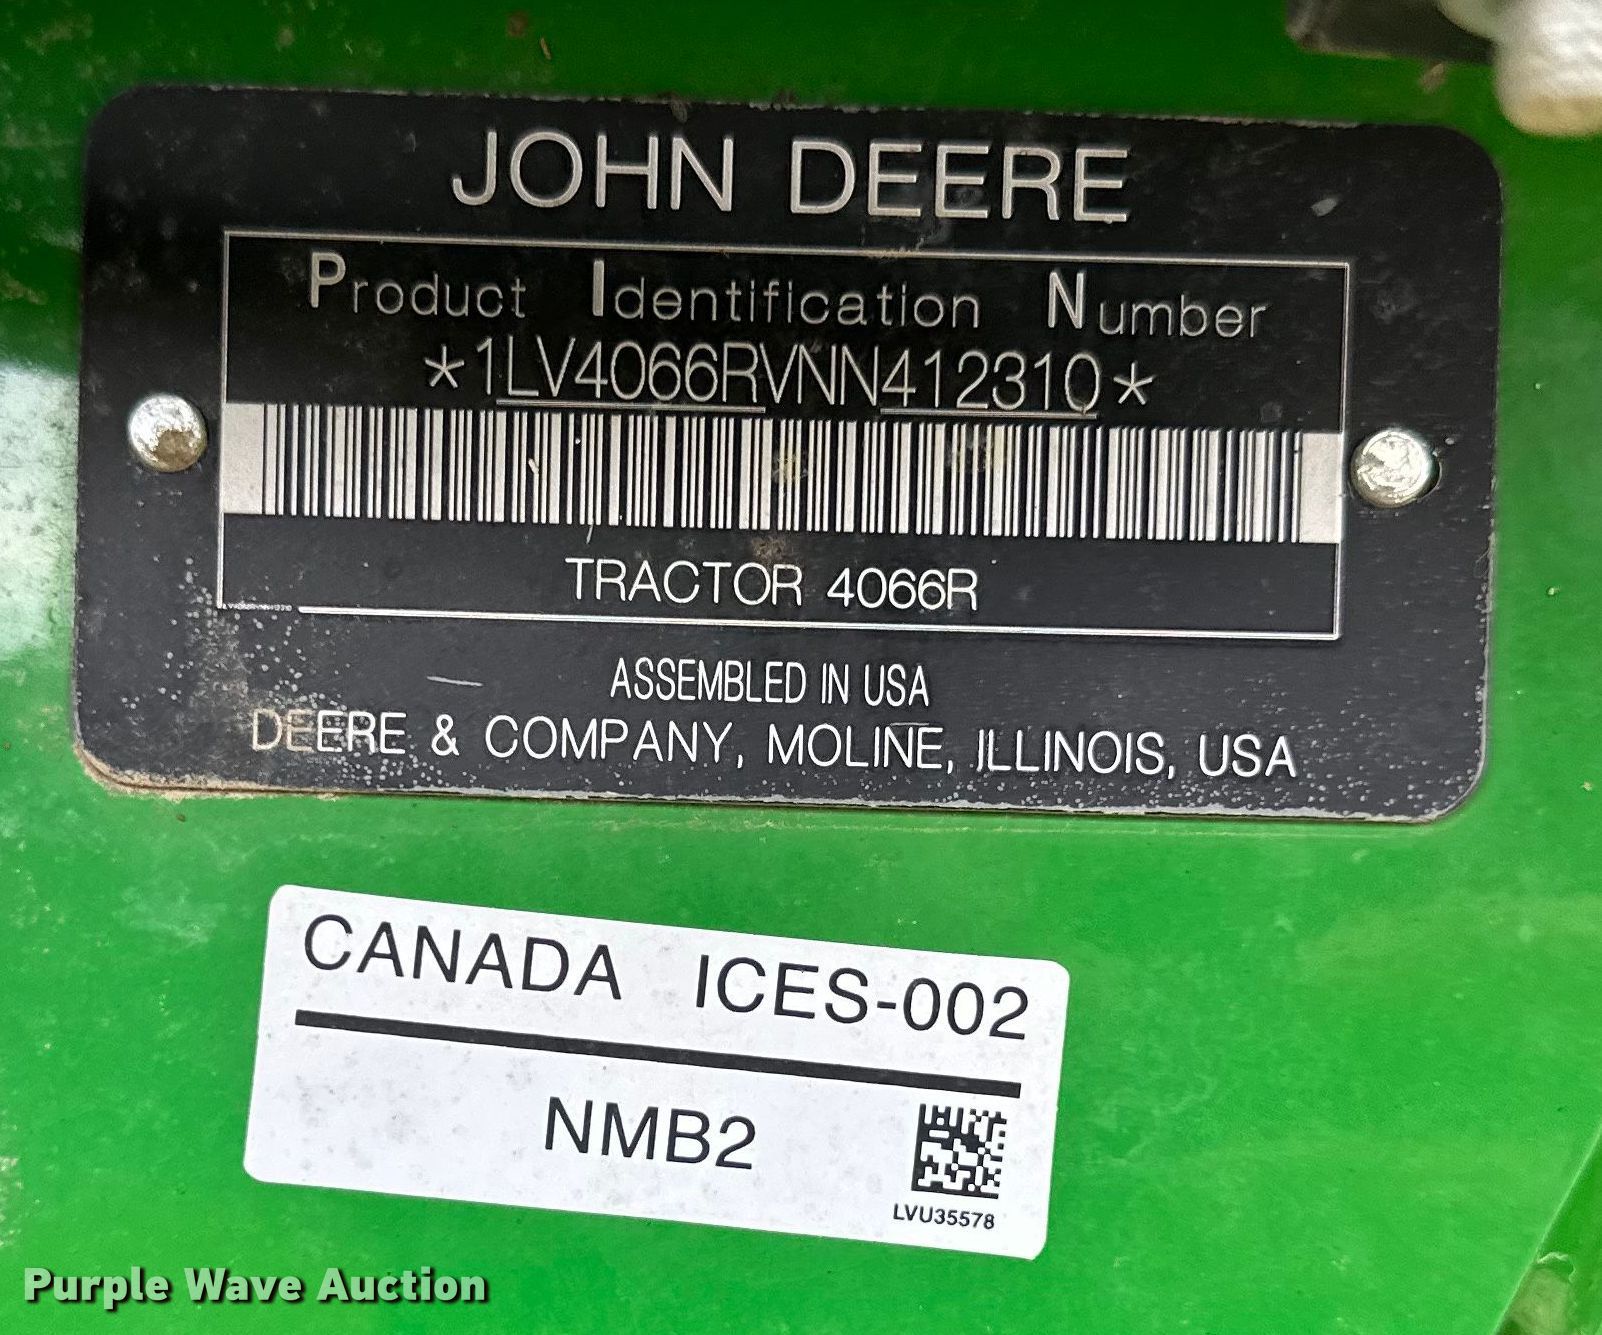 JOHN DEERE
Product Identification Number
*1LV4066RVNN412310*
TRACTOR 4066R
ASSEMBLED IN USA
DEERE & COMPANY, MOLINE, ILLINOIS, USA
CANADA ICES-002
NMB2
LVU35578
Purple Wave Auction